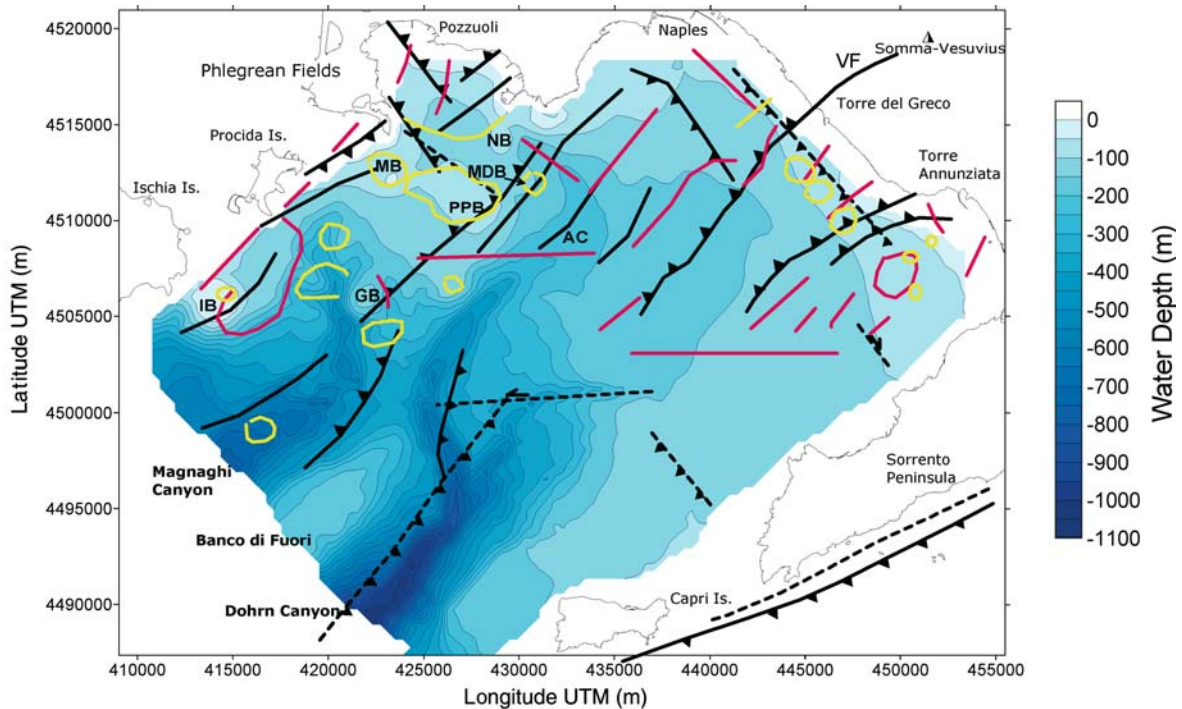 4520000
4515000
4510000
4505000
4500000
4495000
4490000
Latitude UTM (m)
410000 415000 420000 425000 430000 435000 440000 445000 450000 455000
Longitude UTM (m)
Pozzuoli
Naples
Somma-Vesuvius
VF
Phlegrean Fields
Torre del Greco
Procida Is.
NB
Torre
Annunziata
MB
MDB
Ischia Is.
PPB
AC
IB
GB
Magnaghi
Canyon
Sorrento
Peninsula
Banco di Fuori
Dohrn Canyon
Capri Is.
0
-100
-200
-300
-400
-500
-600
-700
-800
-900
-1000
-1100
Water Depth (m)